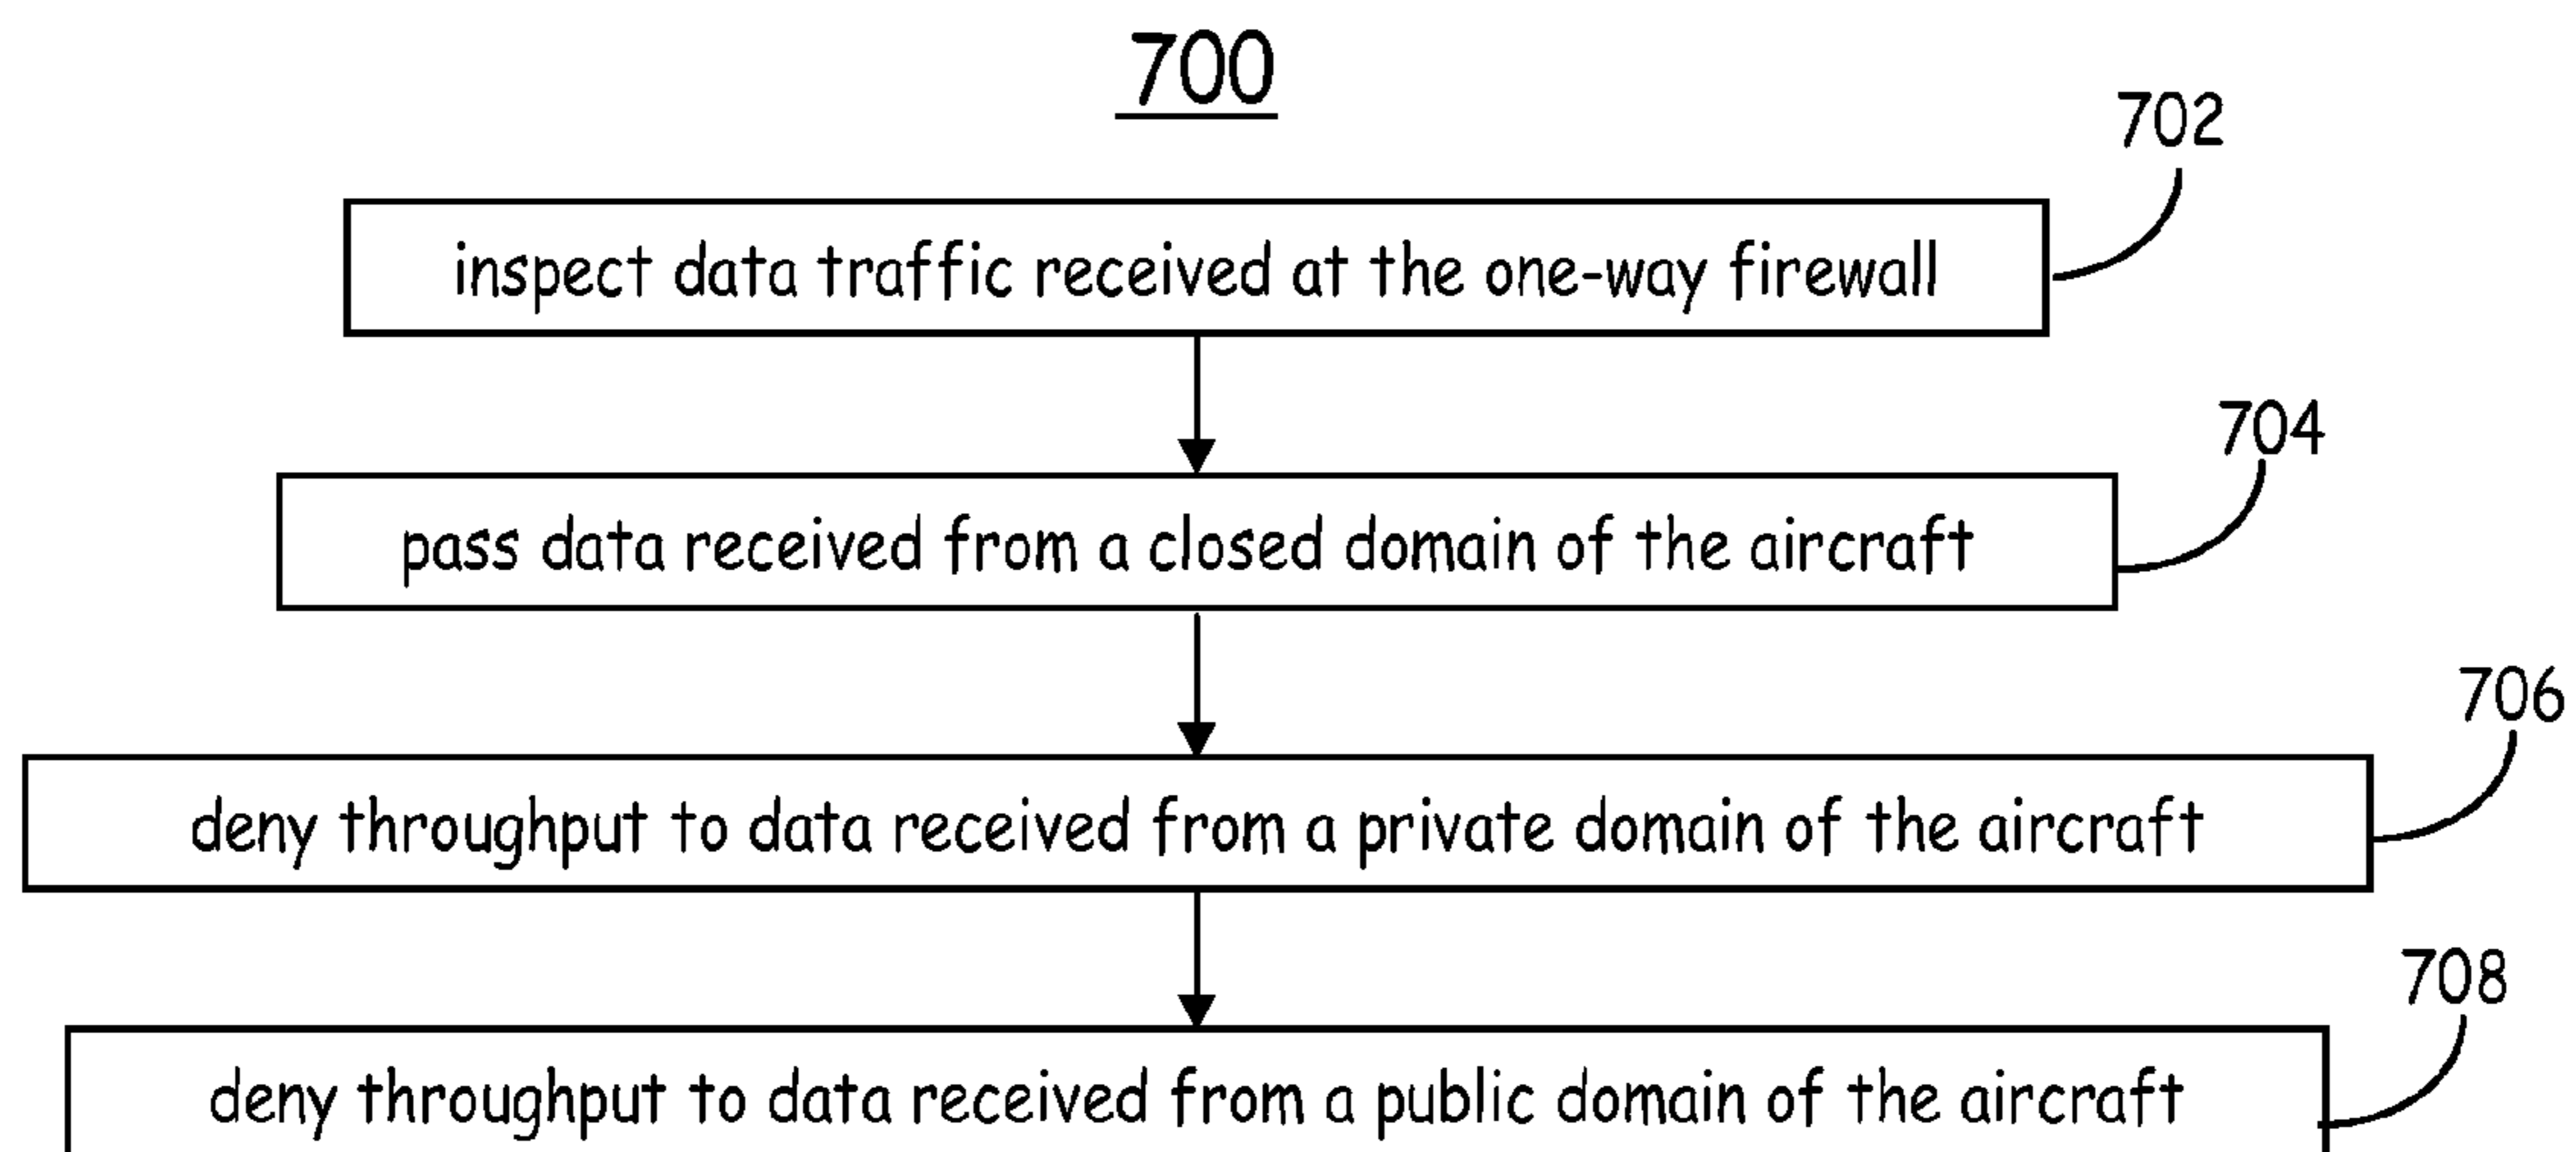 700
702
inspect data traffic received at the one-way firewall
704
pass data received from a closed domain of the aircraft
706
deny throughput to data received from a private domain of the aircraft
708
deny throughput to data received from a public domain of the aircraft